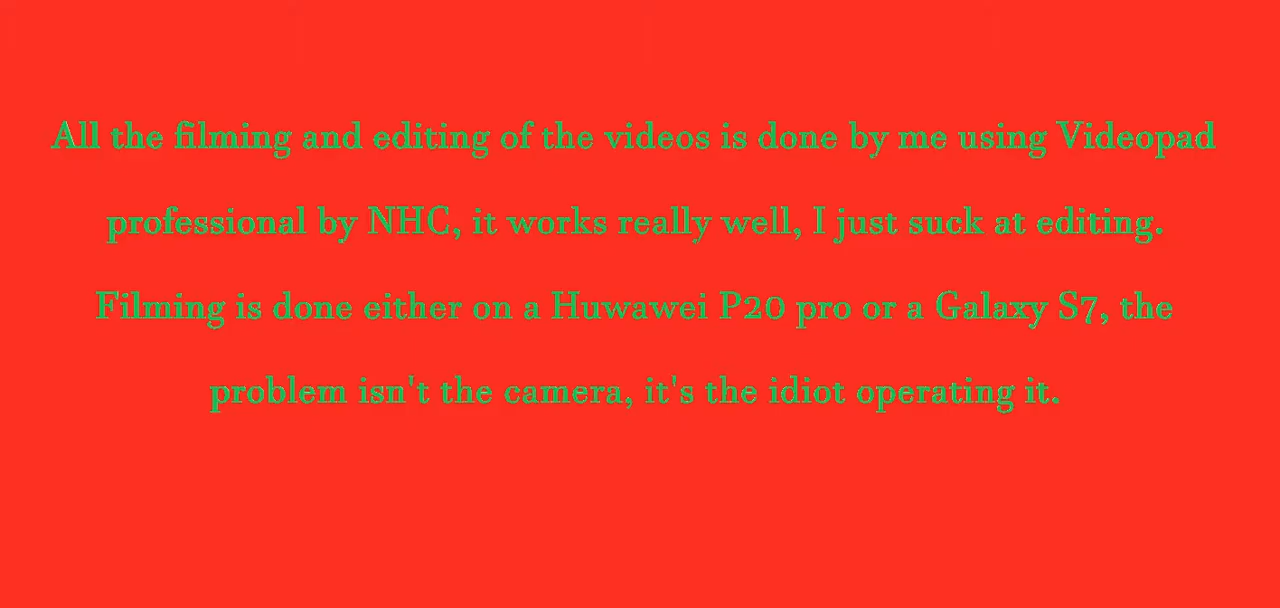 All the filming and editing of the videos is done by me using Videopad
professional by NHC, it works really well, I just suck at editing.
Filming is done either on a Huwawei P20 pro or a Galaxy S7, the
problem isn't the camera, it's the idiot operating it.